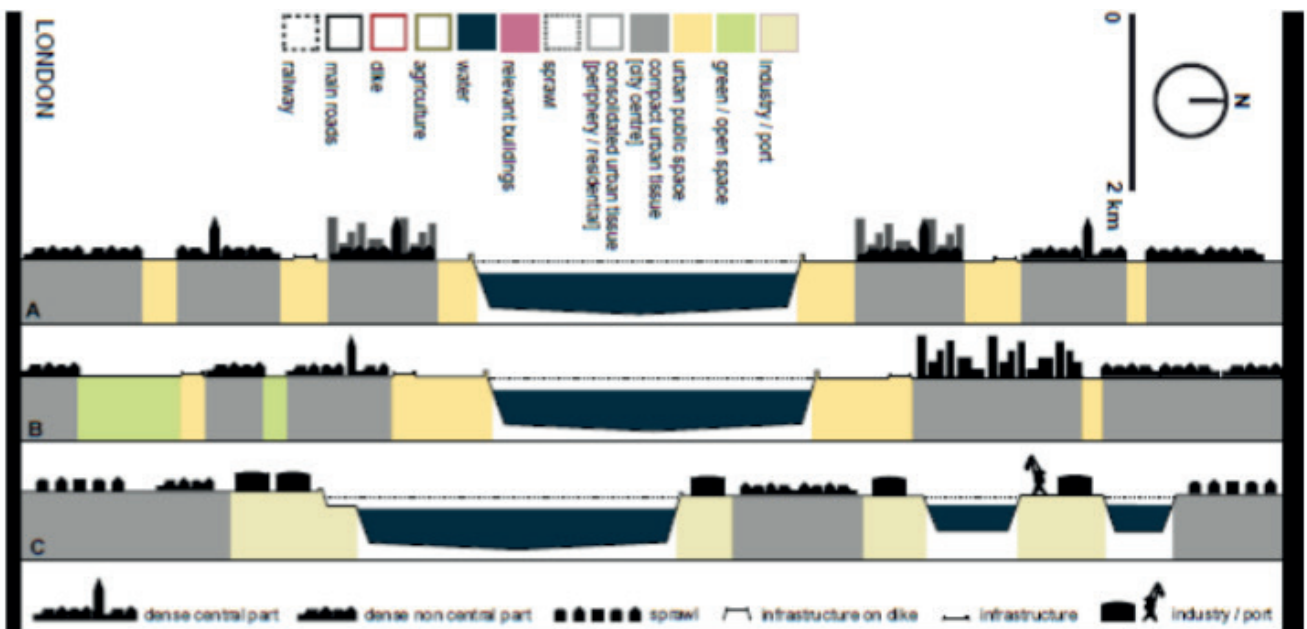 LONDON
railway
main roads
dike
agriculture
water
relevant buildings
sprawl
consolidated urban tissue
[periphery / residential]
compact urban tissue
[city centre]
urban public space
green / open space
Industry / port
0
2 km
N
A
B
C
dense central part
dense non central part
sprawl
infrastructure on dike
infrastructure
industry / port